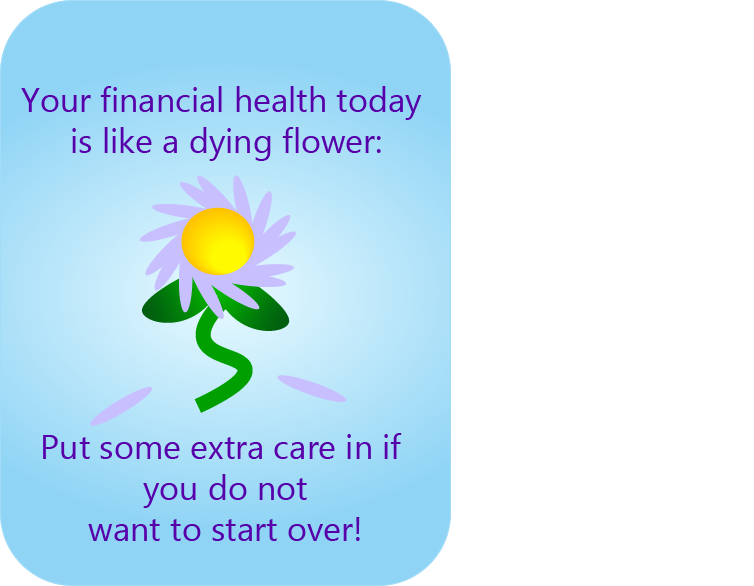 Your financial health today
is like a dying flower:
Put some extra care in if
you do not
want to start over!